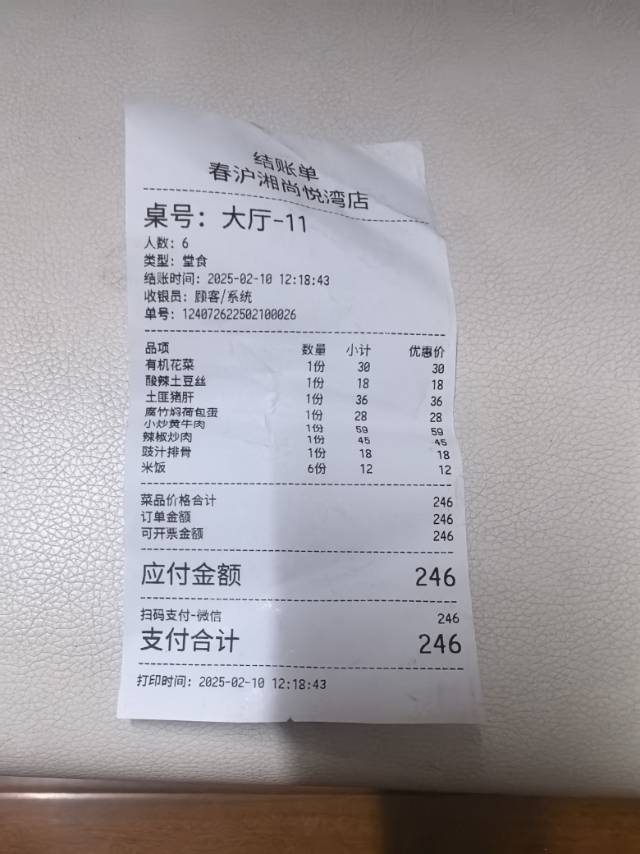 结账单
春沪湘尚悦湾店
桌号：大厅-11
人数：6
类型：堂食
结账时间：2025-02-10 12:18:43
收银员：顾客/系统
单号：124072622502100026
品项 数量 小计 优惠价
有机花菜 1份 30 30
酸辣土豆丝 1份 18 18
土匪猪肝 1份 36 36
腐竹焖荷包蛋 1份 28 28
小炒黄牛肉 1份 59 59
辣椒炒肉 1份 45 45
豉汁排骨 1份 18 18
米饭 6份 12 12
菜品价格合计 246
订单金额 246
可开票金额 246
应付金额 246
扫码支付-微信 246
支付合计 246
打印时间：2025-02-10 12:18:43